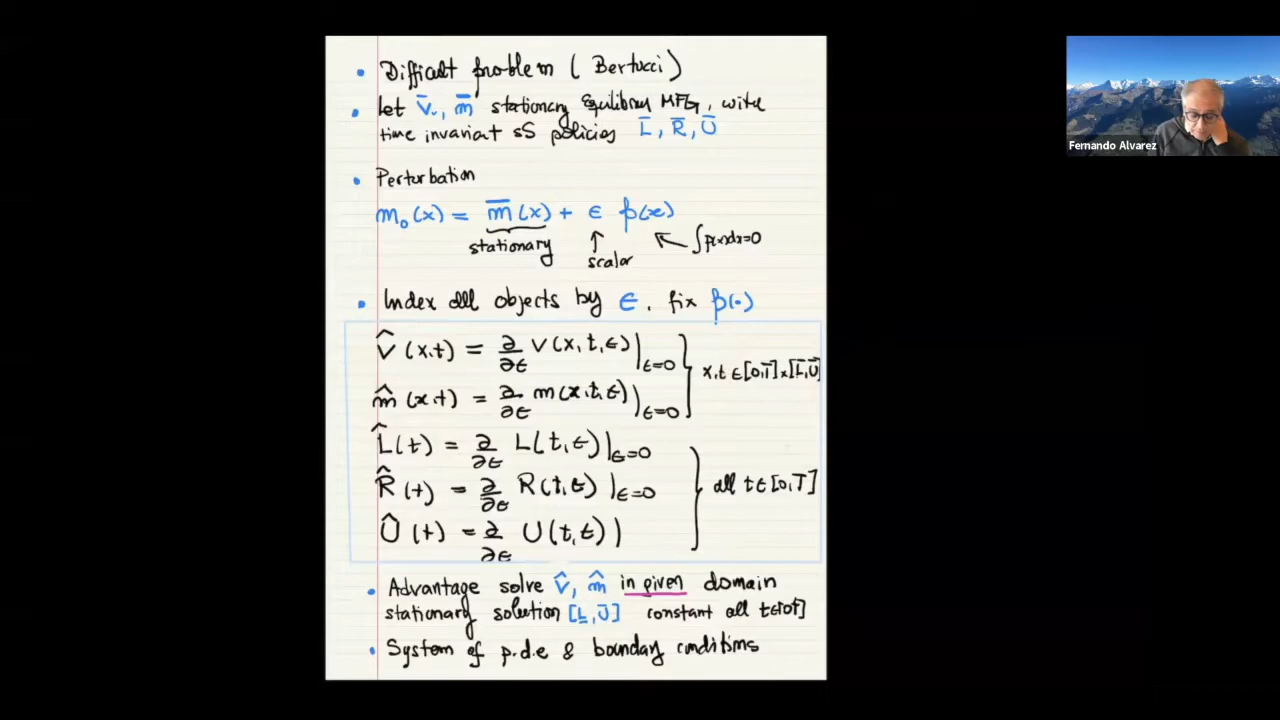 • Difficult problem ( Bertucci )
• Let V̄, m̄ stationary Equilibrium MFG, with
time invariant sS policies L̄, R̄, Ū
• Perturbation
m₀(x) = m̄(x) + ϵ p(x)
stationary ↑ ↖ ∫p(x)dx=0
scalar
• Index all objects by ϵ. fix p(·)
v̂ (x,t) = ∂/∂ϵ v(x,t,ϵ)|ϵ=0 } x,t ∈ [0,T]×[L̄,Ū]
m̂ (x,t) = ∂/∂ϵ m(x,t,ϵ)|ϵ=0
L̂(t) = ∂/∂ϵ L(t,ϵ)|ϵ=0
R̂ (t) = ∂/∂ϵ R(t,ϵ)|ϵ=0 } all t∈[0,T]
Û (t) = ∂/∂ϵ U(t,ϵ)|
• Advantage solve v̂, m̂ in given domain
stationary solution [L, Ū] constant all
• System of p.d.e & boundary conditions
Fernando Alvarez